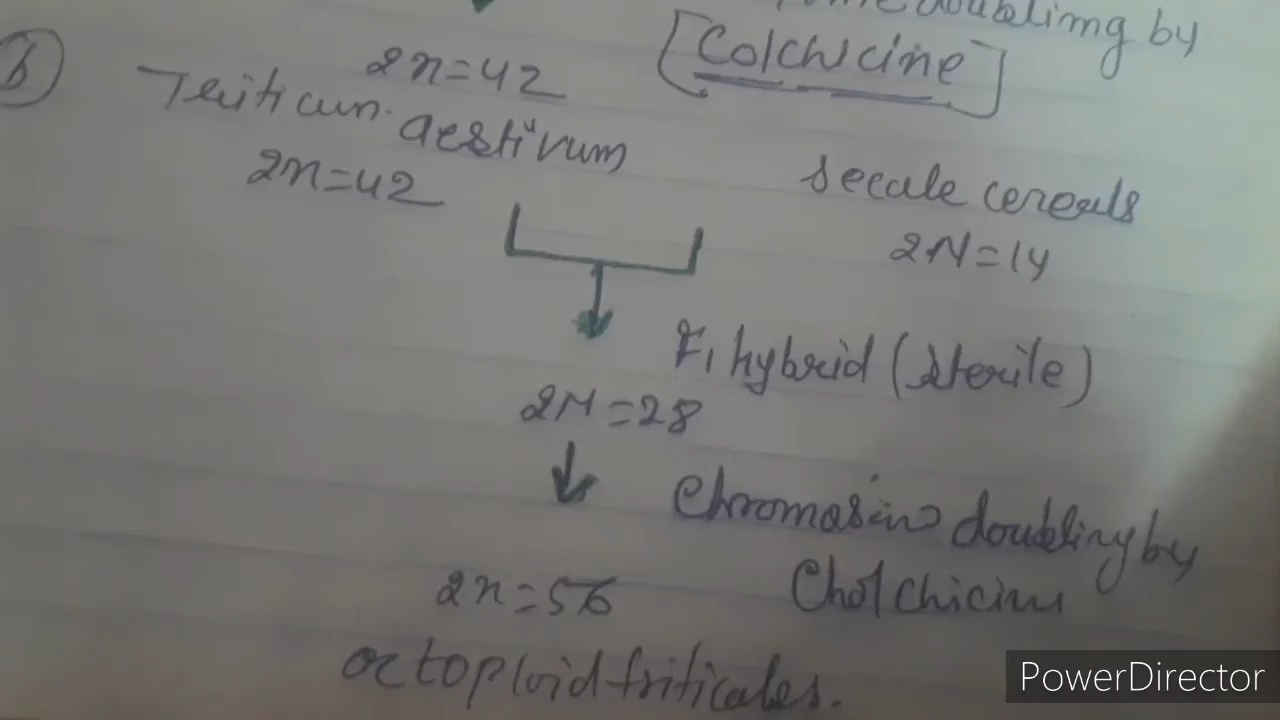 doubling by
[Colchicine]
2n=42
b
Triticum aestivum
2n=42
Secale cereals
2N=14
F1 hybrid (Sterile)
2N=28
Chromosome doubling by
Cholchicine
2n=56
octoploid triticales.
PowerDirector